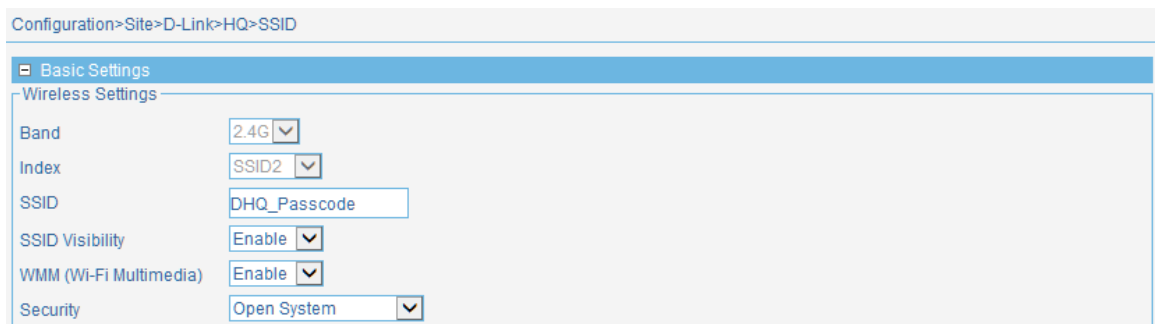 Configuration>Site>D-Link>HQ>SSID
Basic Settings
Wireless Settings
Band 2.4G
Index SSID2
SSID DHQ_Passcode
SSID Visibility Enable
WMM (Wi-Fi Multimedia) Enable
Security Open System